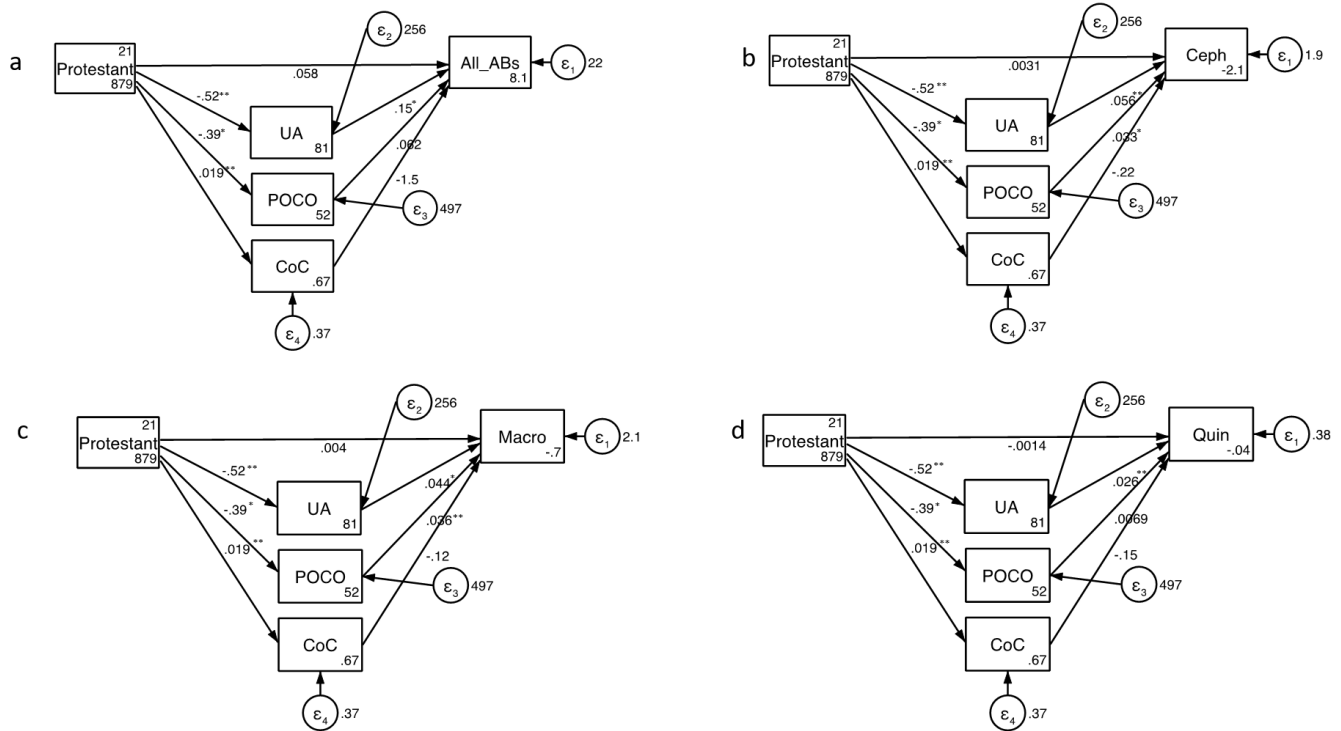 a
21
Protestant
879
ε2
256
All_ABs
8.1
ε1
22
.058
-.52**
-.39*
.019**
UA
81
.15*
.062
-1.5
POCO
52
ε3
497
CoC
.67
ε4
.37
b
21
Protestant
879
ε2
256
Ceph
-2.1
ε1
1.9
.0031
-.52**
-.39*
.019**
UA
81
.056**
.033*
-.22
POCO
52
ε3
497
CoC
.67
ε4
.37
c
21
Protestant
879
ε2
256
Macro
-.7
ε1
2.1
.004
-.52**
-.39*
.019**
UA
81
.044*
.036**
-.12
POCO
52
ε3
497
CoC
.67
ε4
.37
d
21
Protestant
879
ε2
256
Quin
-.04
ε1
.38
-.0014
-.52**
-.39*
.019**
UA
81
.026**
.0069
-.15
POCO
52
ε3
497
CoC
.67
ε4
.37